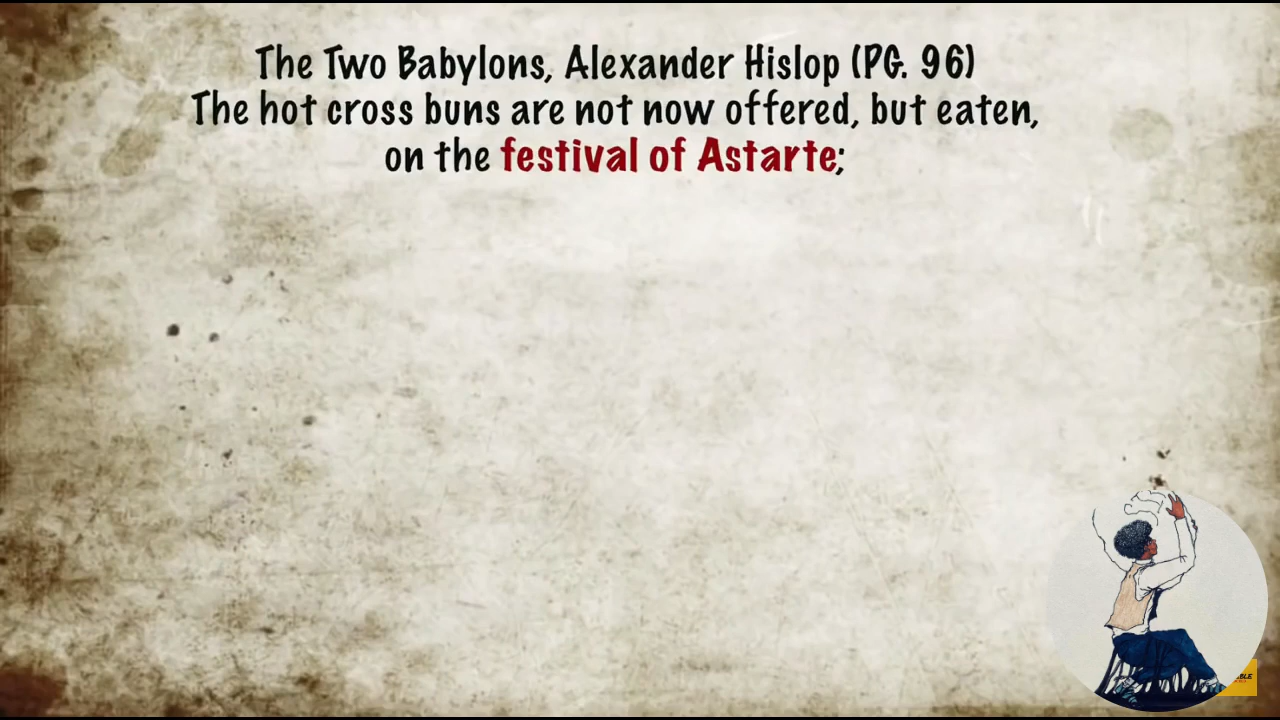 The Two Babylons, Alexander Hislop (PG. 96)
The hot cross buns are not now offered, but eaten,
on the festival of Astarte;